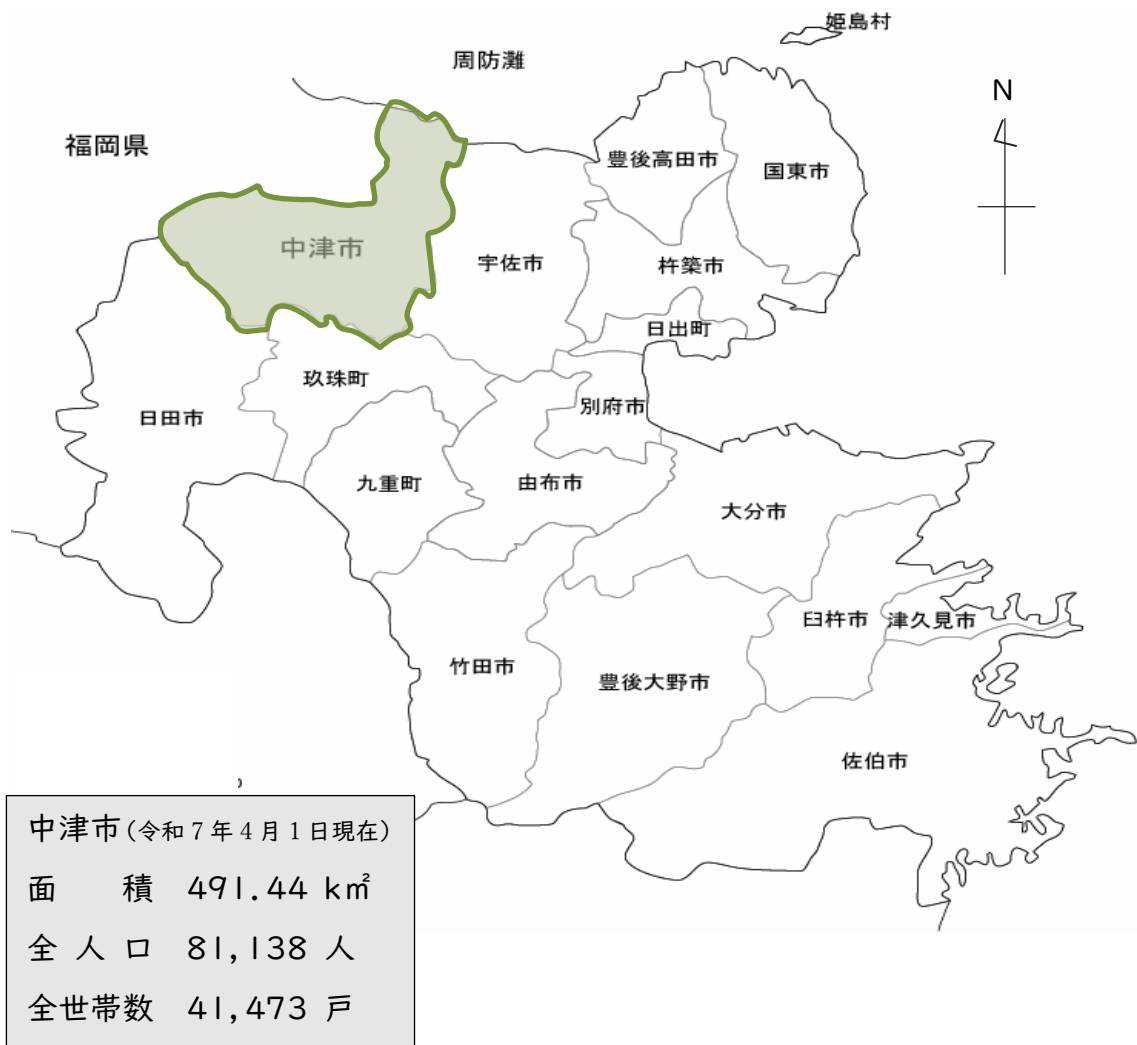 姫島村
周防灘
N
福岡県
豊後高田市
国東市
中津市
宇佐市
杵築市
日出町
玖珠町
別府市
日田市
九重町
由布市
大分市
臼杵市
津久見市
竹田市
豊後大野市
佐伯市
中津市(令和7年4月1日現在)
面 積 491.44 k㎡
全人口 81,138 人
全世帯数 41,473 戸